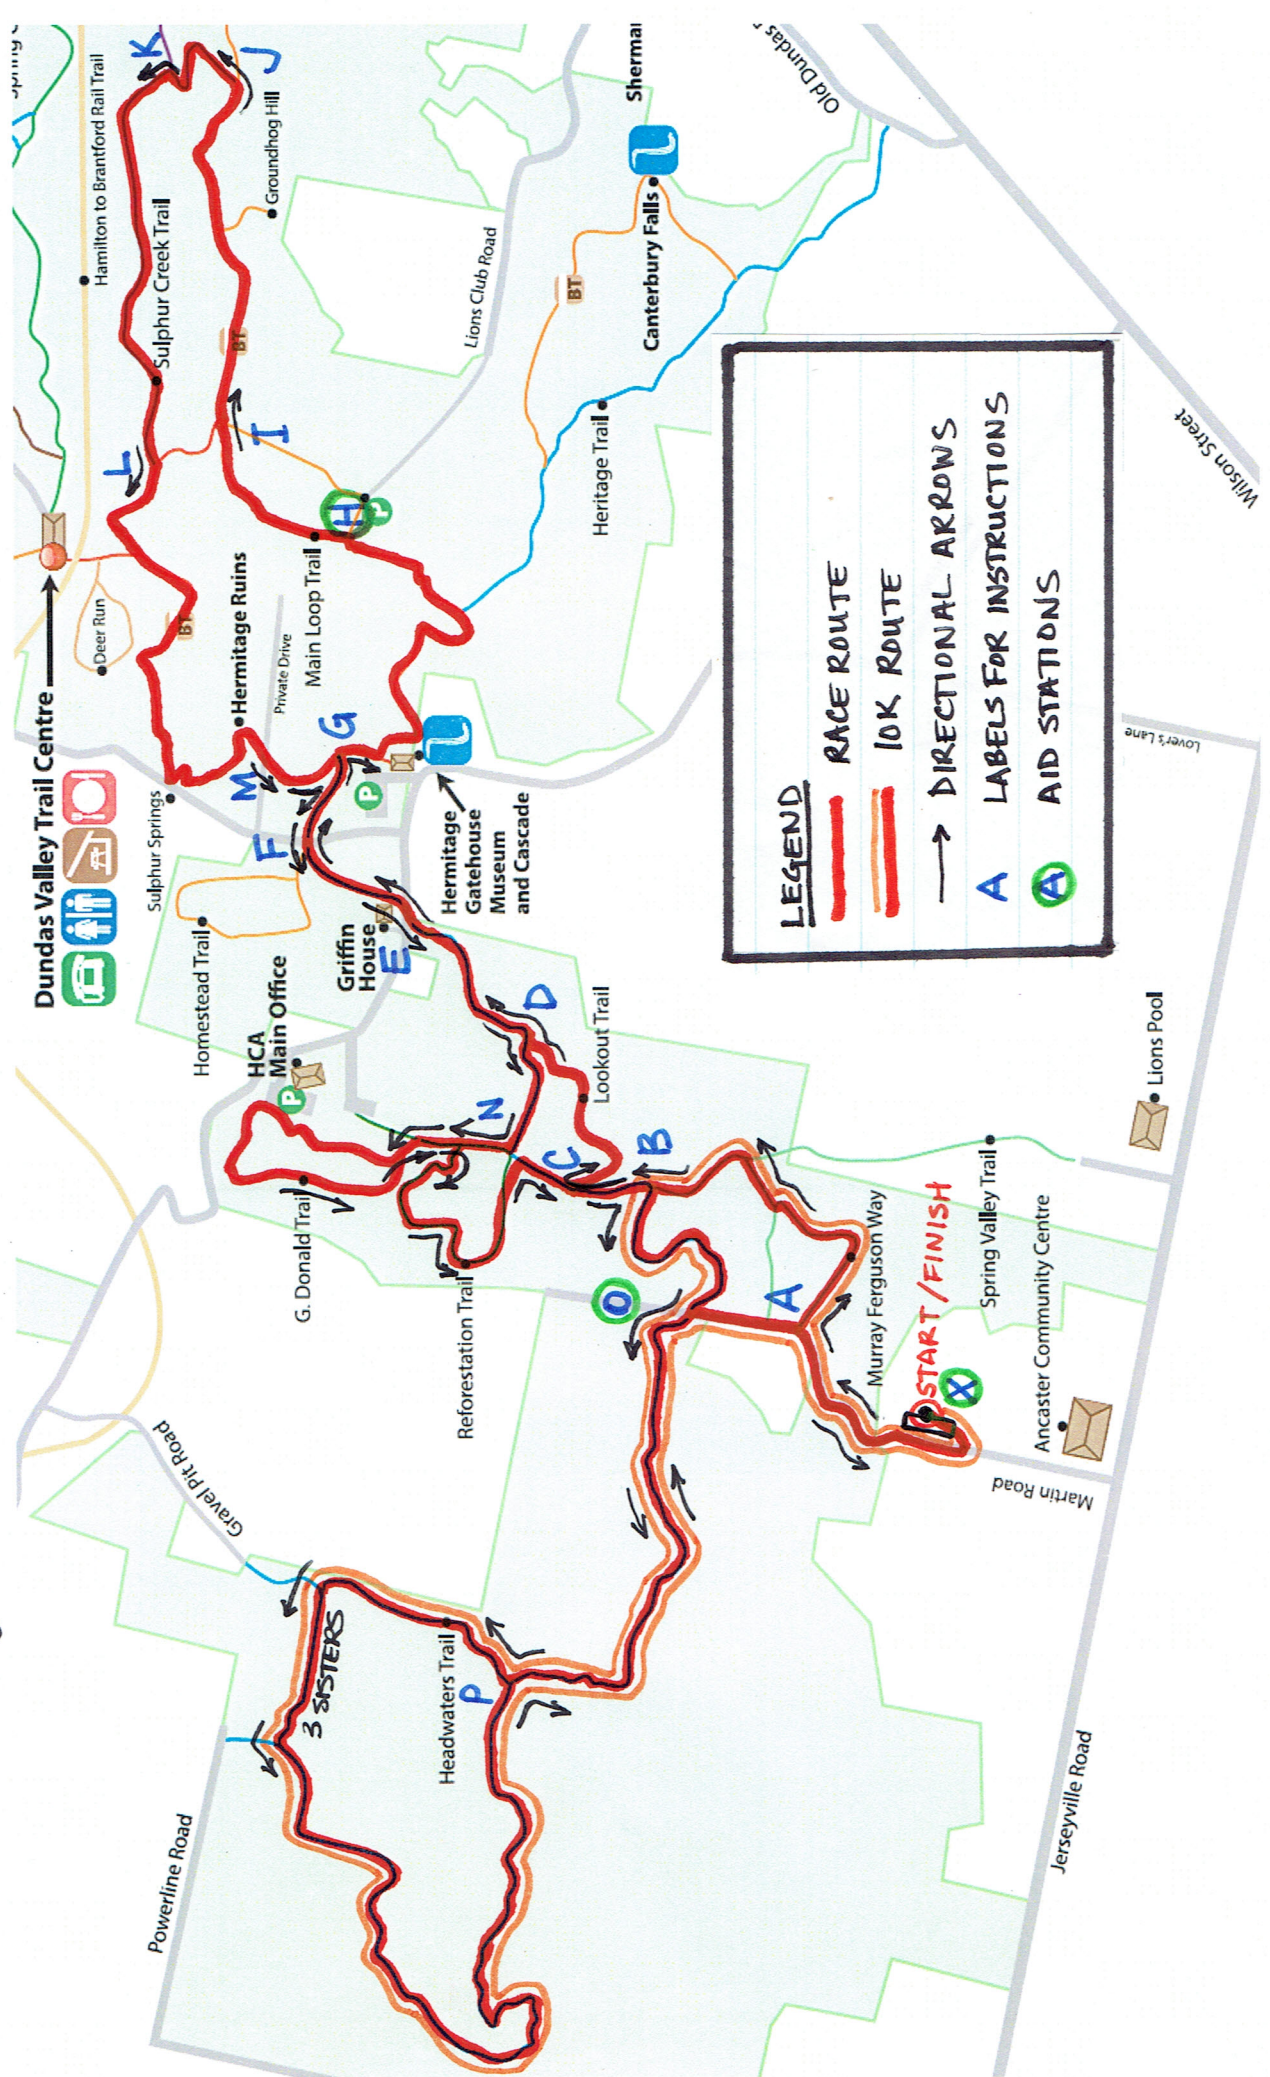 Spring C
K
Hamilton to Brantford Rail Trail
J
Groundhog Hill
Sulphur Creek Trail
Sherma
Old Dundas
Lions Club Road
BT
BT
Canterbury Falls
L
I
H
P
Heritage Trail
Wilson Street
Deer Run
BT
Hermitage Ruins
Private Drive
Main Loop Trail
G
Dundas Valley Trail Centre
Sulphur Springs
M
F
P
Hermitage
Gatehouse
Museum
and Cascade
Lover's Lane
Homestead Trail
HCA
Main Office
P
Griffin
House
E
D
Lookout Trail
N
C
B
G. Donald Trail
Reforestation Trail
O
A
Murray Ferguson Way
START/FINISH
X
Spring Valley Trail
Ancaster Community Centre
Lions Pool
Martin Road
Gravel Pit Road
3 SISTERS
Headwaters Trail
P
Powerline Road
Jerseyville Road
LEGEND
RACE ROUTE
10K ROUTE
DIRECTIONAL ARROWS
A LABELS FOR INSTRUCTIONS
A AID STATIONS